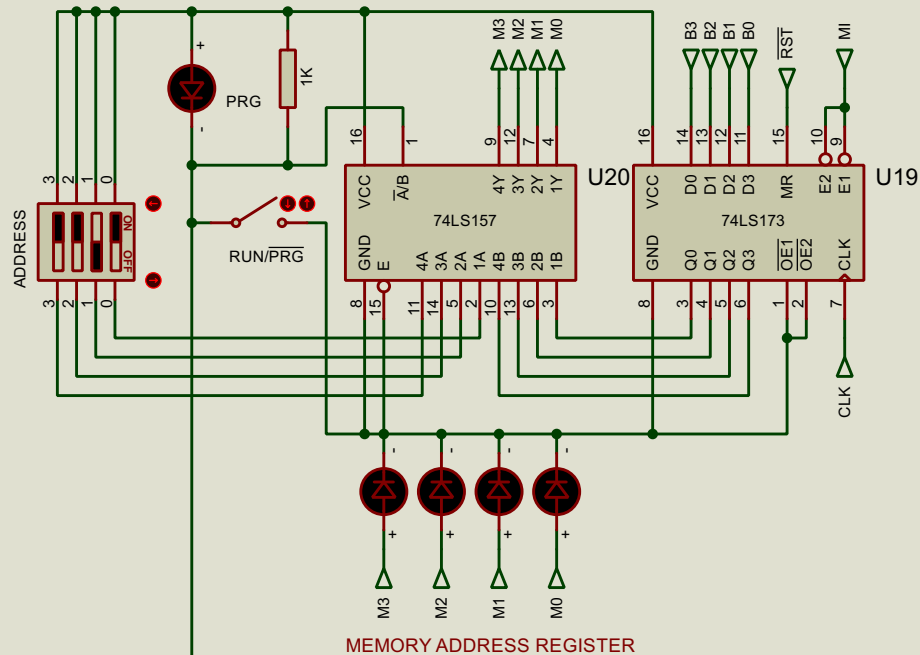 M3 M2 M1 M0
B3 B2 B1 B0
RST
MI
+
PRG
-
1K
16 1 9 12 7 4
16 14 13 12 11 15 10 9
3 2 1 0
ADDRESS
ON
OFF
3 2 1 0
RUN/PRG
VCC A/B 4Y 3Y 2Y 1Y
U20
74LS157
GND E 4A 3A 2A 1A 4B 3B 2B 1B
8 15 11 14 5 2 10 13 6 3
VCC D0 D1 D2 D3 MR E2 E1
U19
74LS173
GND Q0 Q1 Q2 Q3 OE1 OE2 CLK
8 3 4 5 6 1 2 7
CLK
- - - -
+ + + +
M3 M2 M1 M0
MEMORY ADDRESS REGISTER